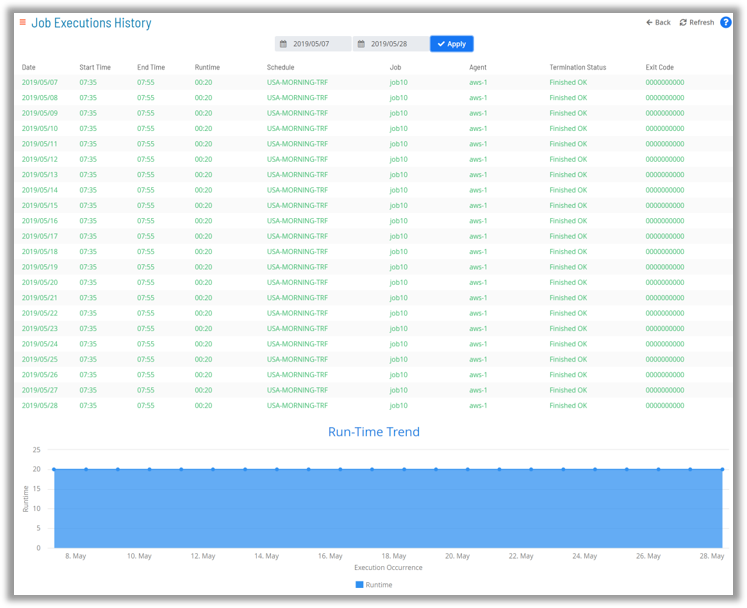 Job Executions History
Back Refresh ?
2019/05/07 2019/05/28 Apply
Date Start Time End Time Runtime Schedule Job Agent Termination Status Exit Code
2019/05/07 07:35 07:55 00:20 USA-MORNING-TRF job10 aws-1 Finished OK 0000000000
2019/05/08 07:35 07:55 00:20 USA-MORNING-TRF job10 aws-1 Finished OK 0000000000
2019/05/09 07:35 07:55 00:20 USA-MORNING-TRF job10 aws-1 Finished OK 0000000000
2019/05/10 07:35 07:55 00:20 USA-MORNING-TRF job10 aws-1 Finished OK 0000000000
2019/05/11 07:35 07:55 00:20 USA-MORNING-TRF job10 aws-1 Finished OK 0000000000
2019/05/12 07:35 07:55 00:20 USA-MORNING-TRF job10 aws-1 Finished OK 0000000000
2019/05/13 07:35 07:55 00:20 USA-MORNING-TRF job10 aws-1 Finished OK 0000000000
2019/05/14 07:35 07:55 00:20 USA-MORNING-TRF job10 aws-1 Finished OK 0000000000
2019/05/15 07:35 07:55 00:20 USA-MORNING-TRF job10 aws-1 Finished OK 0000000000
2019/05/16 07:35 07:55 00:20 USA-MORNING-TRF job10 aws-1 Finished OK 0000000000
2019/05/17 07:35 07:55 00:20 USA-MORNING-TRF job10 aws-1 Finished OK 0000000000
2019/05/18 07:35 07:55 00:20 USA-MORNING-TRF job10 aws-1 Finished OK 0000000000
2019/05/19 07:35 07:55 00:20 USA-MORNING-TRF job10 aws-1 Finished OK 0000000000
2019/05/20 07:35 07:55 00:20 USA-MORNING-TRF job10 aws-1 Finished OK 0000000000
2019/05/21 07:35 07:55 00:20 USA-MORNING-TRF job10 aws-1 Finished OK 0000000000
2019/05/22 07:35 07:55 00:20 USA-MORNING-TRF job10 aws-1 Finished OK 0000000000
2019/05/23 07:35 07:55 00:20 USA-MORNING-TRF job10 aws-1 Finished OK 0000000000
2019/05/24 07:35 07:55 00:20 USA-MORNING-TRF job10 aws-1 Finished OK 0000000000
2019/05/25 07:35 07:55 00:20 USA-MORNING-TRF job10 aws-1 Finished OK 0000000000
2019/05/26 07:35 07:55 00:20 USA-MORNING-TRF job10 aws-1 Finished OK 0000000000
2019/05/27 07:35 07:55 00:20 USA-MORNING-TRF job10 aws-1 Finished OK 0000000000
2019/05/28 07:35 07:55 00:20 USA-MORNING-TRF job10 aws-1 Finished OK 0000000000
Run-Time Trend
25
20
15
10
5
0
Runtime
8. May 10. May 12. May 14. May 16. May 18. May 20. May 22. May 24. May 26. May 28. May
Execution Occurrence
Runtime